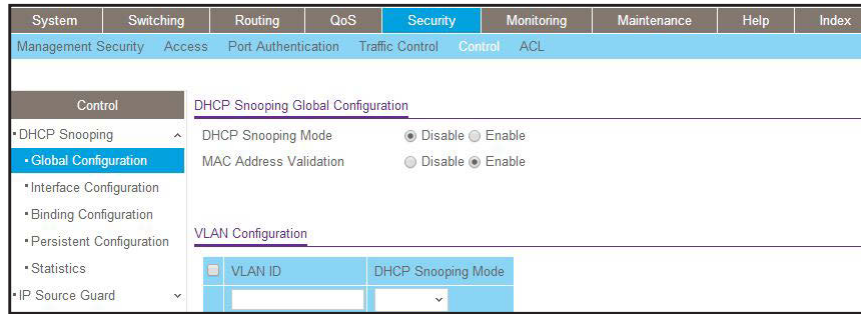 System Switching Routing QoS Security Monitoring Maintenance Help Index
Management Security Access Port Authentication Traffic Control Control ACL
Control
DHCP Snooping
Global Configuration
Interface Configuration
Binding Configuration
Persistent Configuration
Statistics
IP Source Guard
DHCP Snooping Global Configuration
DHCP Snooping Mode Disable Enable
MAC Address Validation Disable Enable
VLAN Configuration
VLAN ID DHCP Snooping Mode